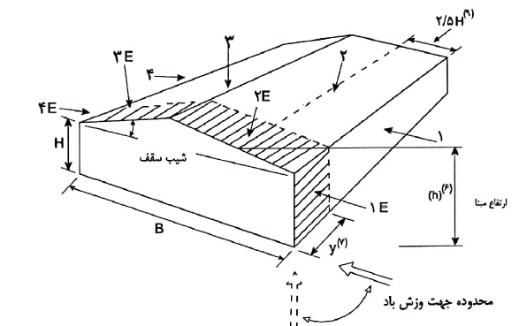 ۲/۵H(۹)
۳E
۳
۴
۲
۴E
۲E
۱
H
شیب سقف
(h)(۶)
ارتفاع مبنا
۱E
B
y(۷)
محدوده جهت وزش باد